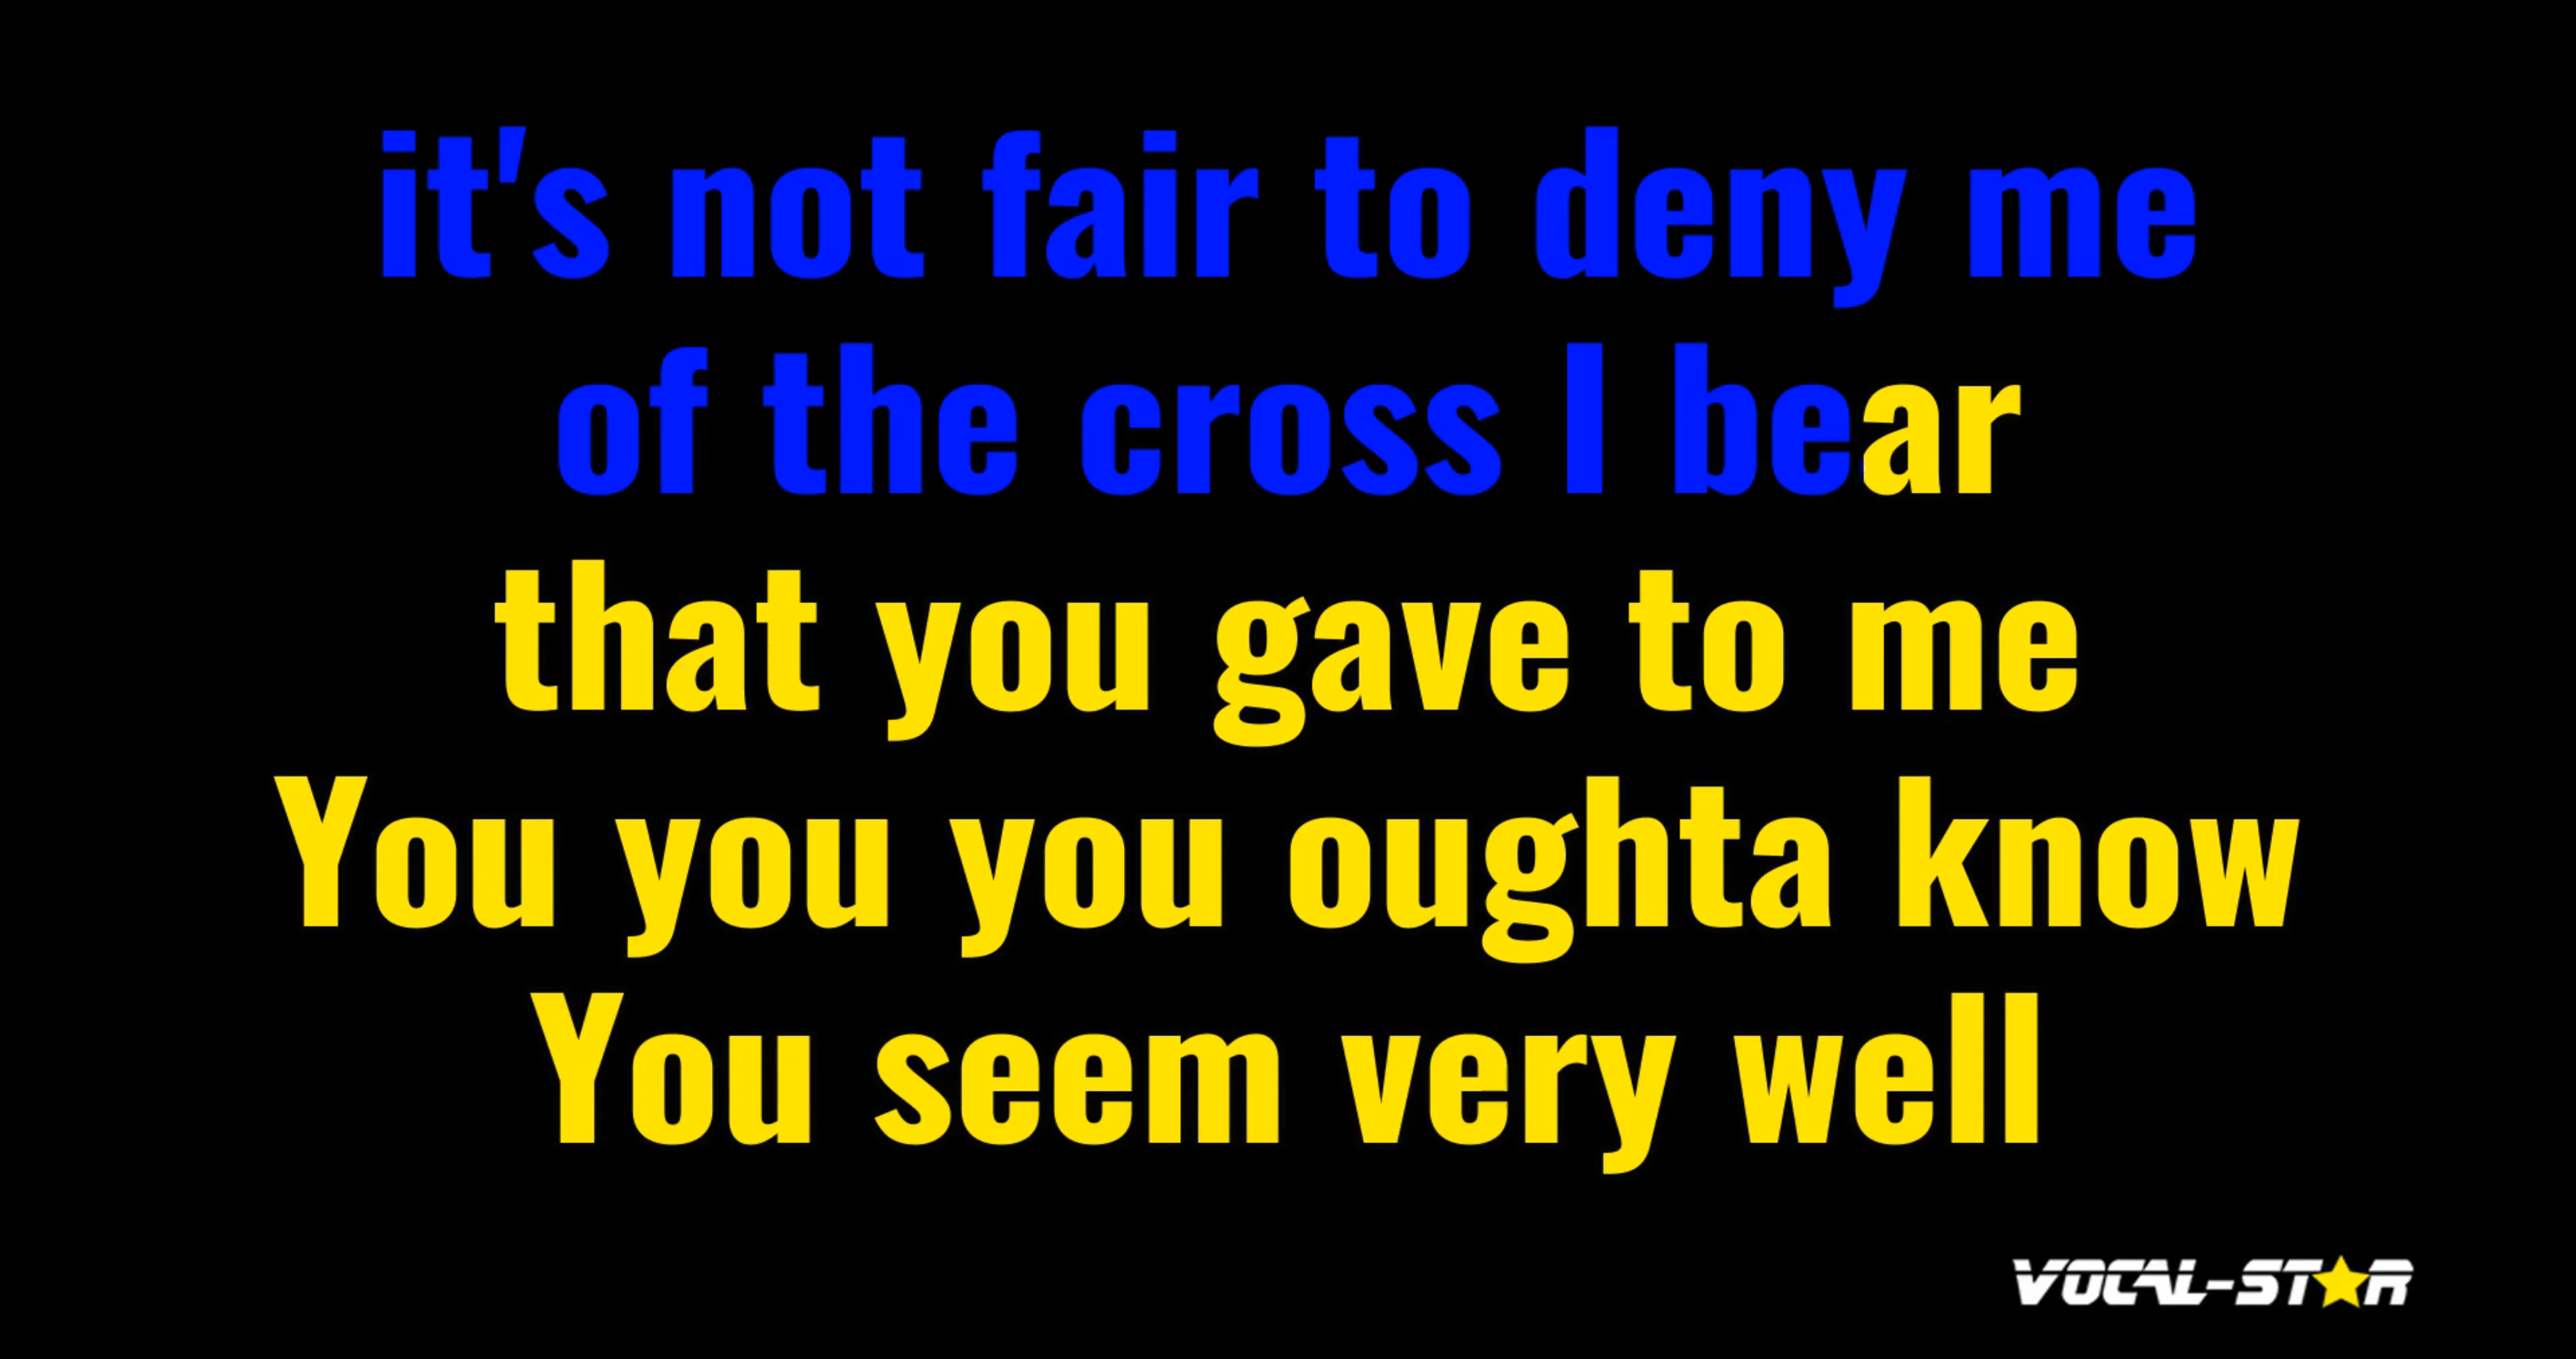 it's not fair to deny me
of the cross I bear
that you gave to me
You you you oughta know
You seem very well
VOCAL-STAR